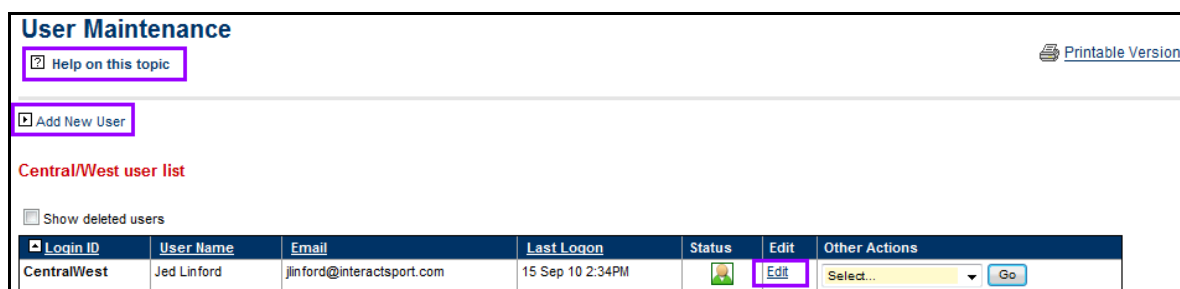 User Maintenance
Help on this topic
Printable Version
Add New User
Central/West user list
Show deleted users
Login ID User Name Email Last Logon Status Edit Other Actions
CentralWest Jed Linford jlinford@interactsport.com 15 Sep 10 2:34PM Edit Select... Go